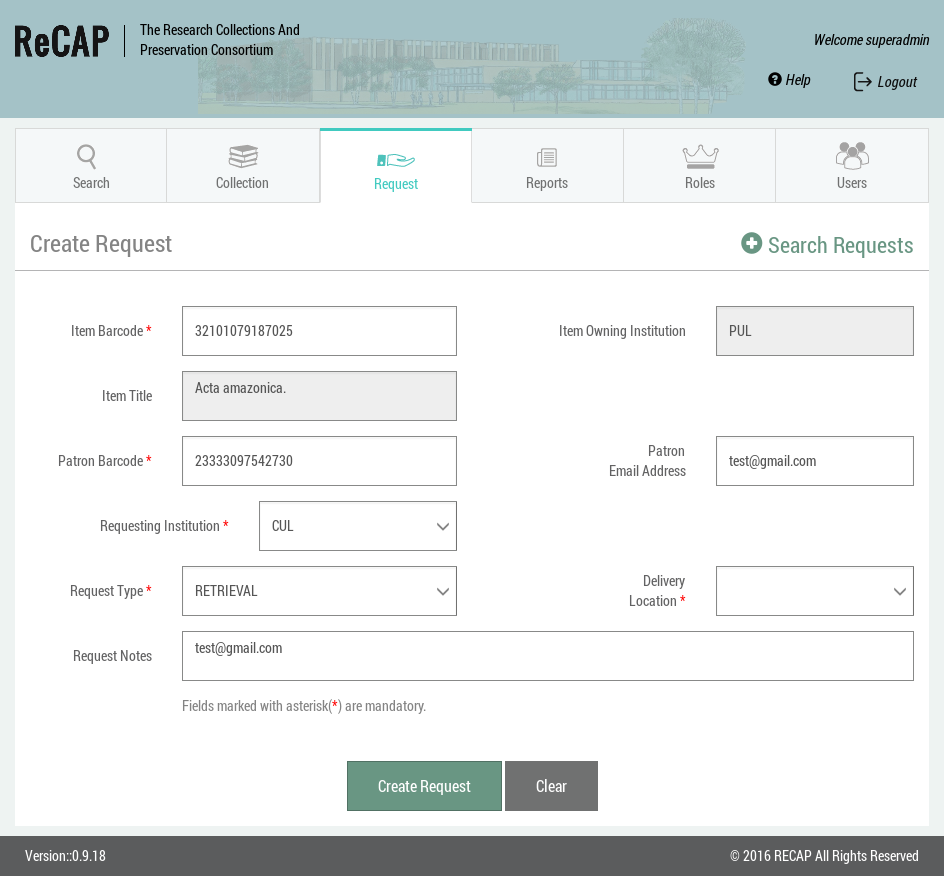 ReCAP
The Research Collections And
Preservation Consortium
Welcome superadmin
Help
Logout
Search
Collection
Request
Reports
Roles
Users
Create Request
Search Requests
Item Barcode *
32101079187025
Item Owning Institution
PUL
Item Title
Acta amazonica.
Patron Barcode *
23333097542730
Patron
Email Address
test@gmail.com
Requesting Institution *
CUL
Request Type *
RETRIEVAL
Delivery
Location *
Request Notes
test@gmail.com
Fields marked with asterisk(*) are mandatory.
Create Request
Clear
Version::0.9.18
© 2016 RECAP All Rights Reserved